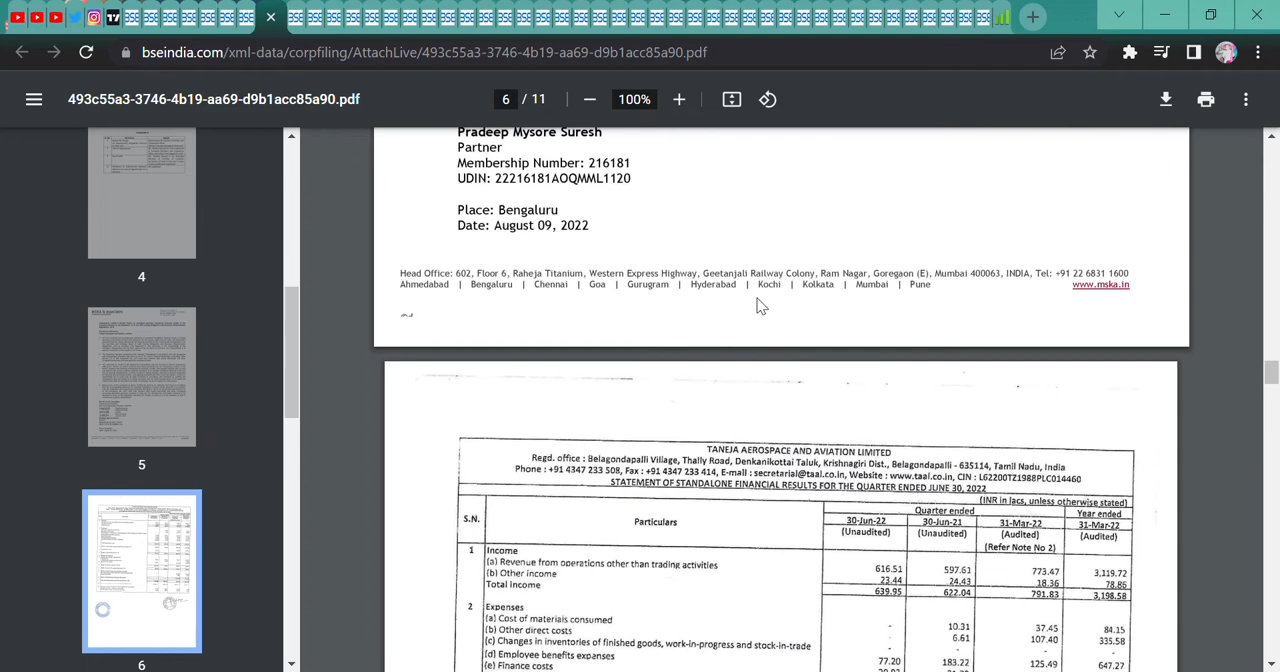 bseindia.com/xml-data/corpfiling/AttachLive/493c55a3-3746-4b19-aa69-d9b1acc85a90.pdf
493c55a3-3746-4b19-aa69-d9b1acc85a90.pdf
6 / 11
100%
4
5
6
Pradeep Mysore Suresh
Partner
Membership Number: 216181
UDIN: 22216181AOQMML1120
Place: Bengaluru
Date: August 09, 2022
Head Office: 602, Floor 6, Raheja Titanium, Western Express Highway, Geetanjali Railway Colony, Ram Nagar, Goregaon (E), Mumbai 400063, INDIA, Tel: +91 22 6831 1600
Ahmedabad | Bengaluru | Chennai | Goa | Gurugram | Hyderabad | Kochi | Kolkata | Mumbai | Pune www.mska.in
TANEJA AEROSPACE AND AVIATION LIMITED
Regd. office : Belagondapalli Village, Thally Road, Denkanikottai Taluk, Krishnagiri Dist., Belagondapalli - 635114, Tamil Nadu, India
Phone : +91 4347 233 508, Fax : +91 4347 233 414, E-mail : secretarial@taal.co.in, Website : www.taal.co.in, CIN : L62200TZ1988PLC014460
STATEMENT OF STANDALONE FINANCIAL RESULTS FOR THE QUARTER ENDED JUNE 30, 2022
(INR in lacs, unless otherwise stated)
S.N. Particulars Quarter ended Year ended
30-Jun-22 30-Jun-21 31-Mar-22 31-Mar-22
(Unaudited) (Unaudited) (Audited) (Audited)
(Refer Note No 2)
1 Income
(a) Revenue from operations other than trading activities 616.51 597.61 773.47 3,119.72
(b) Other income 23.44 24.43 18.36 78.86
Total Income 639.95 622.04 791.83 3,198.58
2 Expenses
(a) Cost of materials consumed - 10.31 37.45 84.15
(b) Other direct costs - 6.61 107.40 335.58
(c) Changes in inventories of finished goods, work-in-progress and stock-in-trade - - - -
(d) Employee benefits expenses 77.20 183.22 125.49 647.27
(e) Finance costs